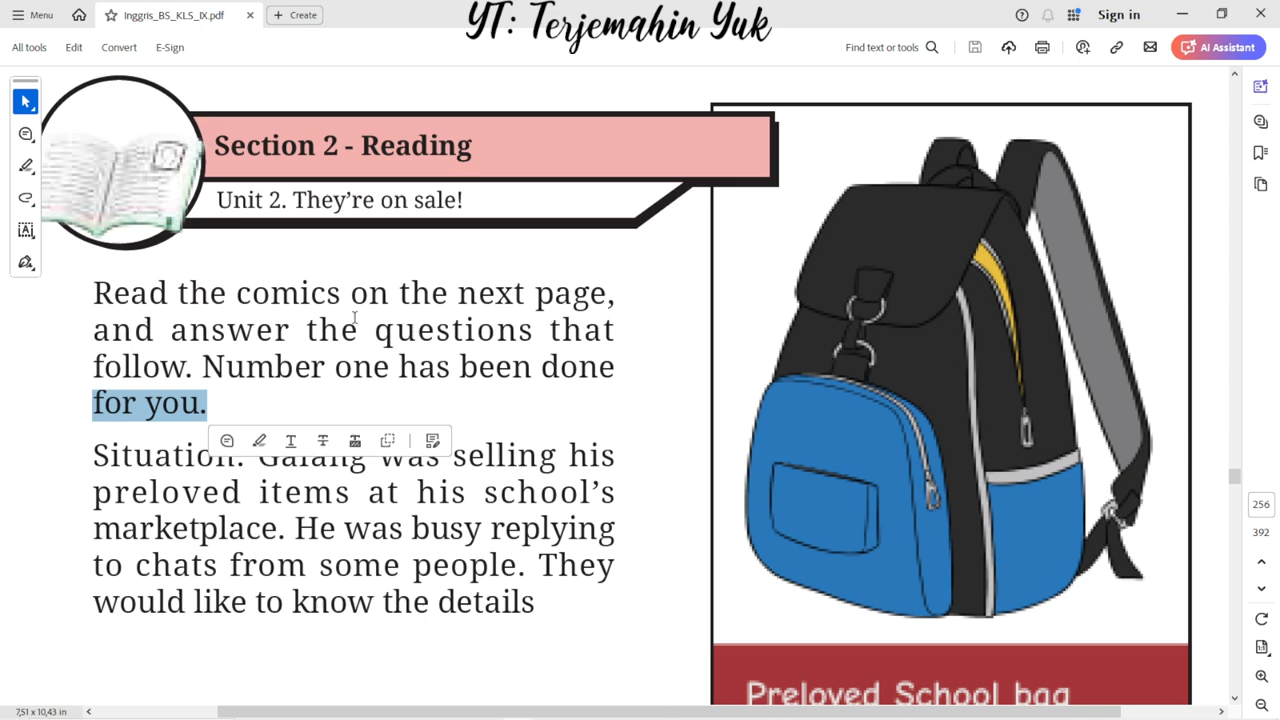 Menu
Inggris_BS_KLS_IX.pdf
Create
YT: Terjemahin Yuk
Sign in
All tools
Edit
Convert
E-Sign
Find text or tools
AI Assistant
Section 2 - Reading
Unit 2. They're on sale!
Read the comics on the next page,
and answer the questions that
follow. Number one has been done
for you.
Situation: Galang was selling his
preloved items at his school's
marketplace. He was busy replying
to chats from some people. They
would like to know the details
Preloved School bag
256
392
7,51 x 10,43 in